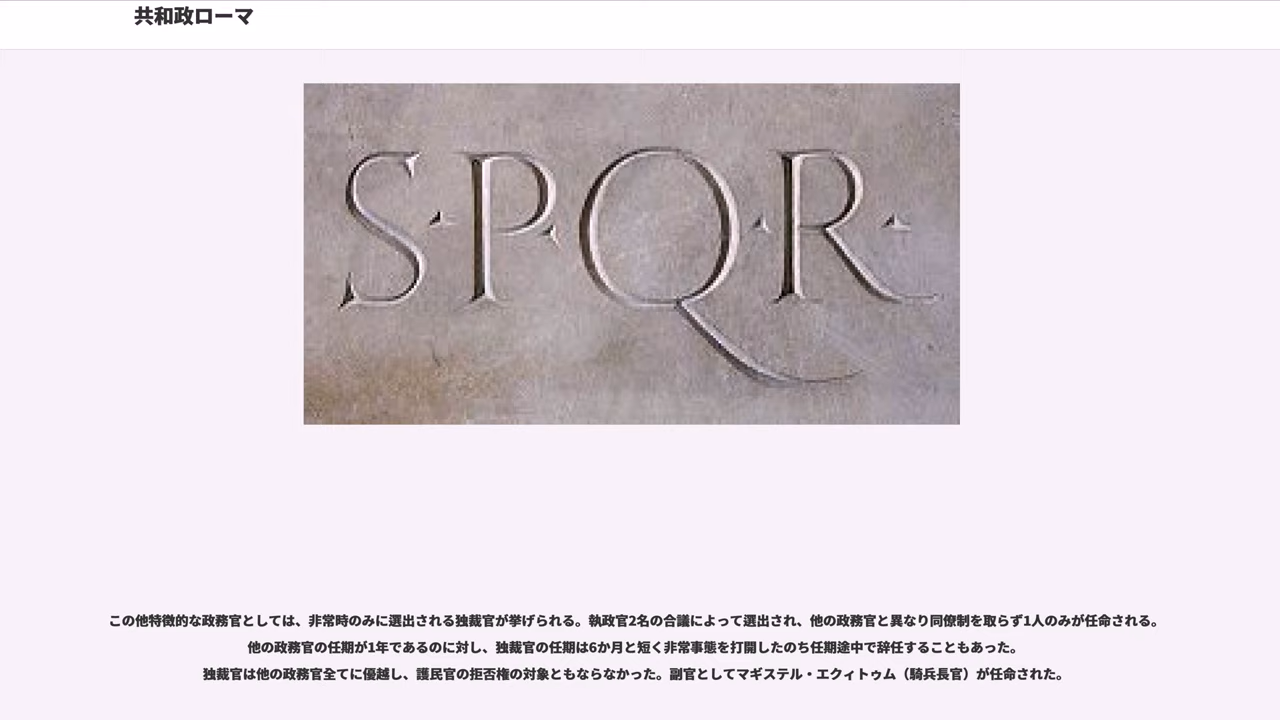 共和政ローマ
S·P·Q·R·
この他特徴的な政務官としては、非常時のみに選出される独裁官が挙げられる。執政官2名の合議によって選出され、他の政務官と異なり同僚制を取らず1人のみが任命される。
他の政務官の任期が1年であるのに対し、独裁官の任期は6か月と短く非常事態を打開したのち任期途中で辞任することもあった。
独裁官は他の政務官全てに優越し、護民官の拒否権の対象ともならなかった。副官としてマギステル・エクィトゥム（騎兵長官）が任命された。